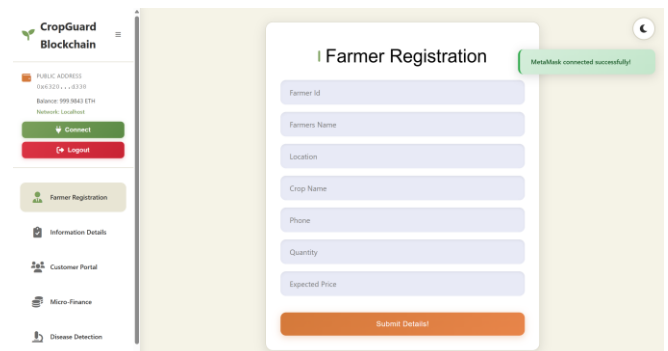 CropGuard
Blockchain
PUBLIC ADDRESS
0x6320...d330
Balance: 999.9843 ETH
Network: Localhost
Connect
Logout
Farmer Registration
Information Details
Customer Portal
Micro-Finance
Disease Detection
Farmer Registration
MetaMask connected successfully!
Farmer Id
Farmers Name
Location
Crop Name
Phone
Quantity
Expected Price
Submit Details!